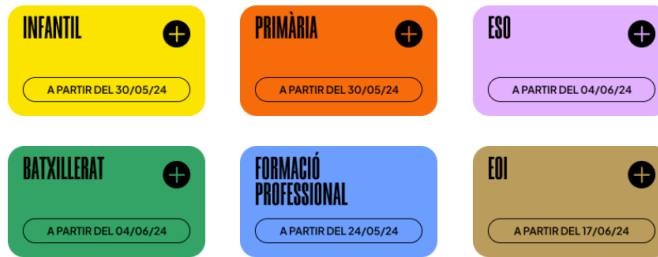 INFANTIL
A PARTIR DEL 30/05/24
PRIMÀRIA
A PARTIR DEL 30/05/24
ESO
A PARTIR DEL 04/06/24
BATXILLERAT
A PARTIR DEL 04/06/24
FORMACIÓ
PROFESSIONAL
A PARTIR DEL 24/05/24
EOI
A PARTIR DEL 17/06/24